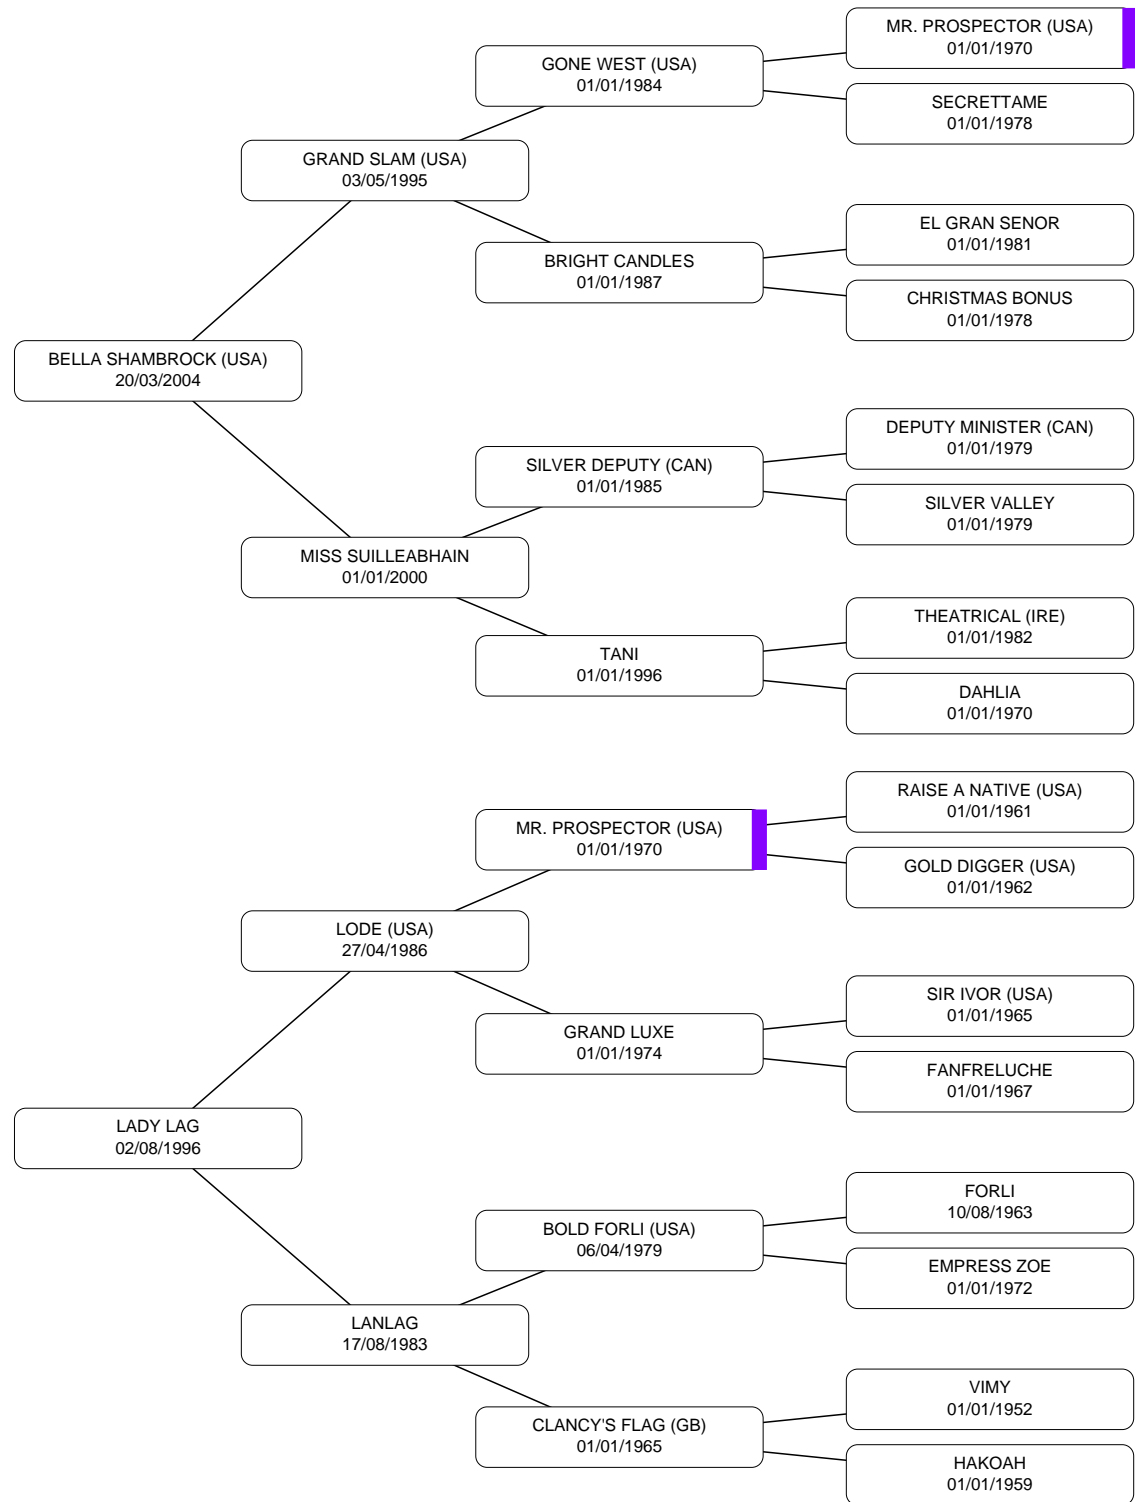 MR. PROSPECTOR (USA)
01/01/1970
GONE WEST (USA)
01/01/1984
SECRETTAME
01/01/1978
GRAND SLAM (USA)
03/05/1995
EL GRAN SENOR
01/01/1981
BRIGHT CANDLES
01/01/1987
CHRISTMAS BONUS
01/01/1978
BELLA SHAMBROCK (USA)
20/03/2004
DEPUTY MINISTER (CAN)
01/01/1979
SILVER DEPUTY (CAN)
01/01/1985
SILVER VALLEY
01/01/1979
MISS SUILLEABHAIN
01/01/2000
THEATRICAL (IRE)
01/01/1982
TANI
01/01/1996
DAHLIA
01/01/1970
RAISE A NATIVE (USA)
01/01/1961
MR. PROSPECTOR (USA)
01/01/1970
GOLD DIGGER (USA)
01/01/1962
LODE (USA)
27/04/1986
SIR IVOR (USA)
01/01/1965
GRAND LUXE
01/01/1974
FANFRELUCHE
01/01/1967
LADY LAG
02/08/1996
FORLI
10/08/1963
BOLD FORLI (USA)
06/04/1979
EMPRESS ZOE
01/01/1972
LANLAG
17/08/1983
VIMY
01/01/1952
CLANCY'S FLAG (GB)
01/01/1965
HAKOAH
01/01/1959